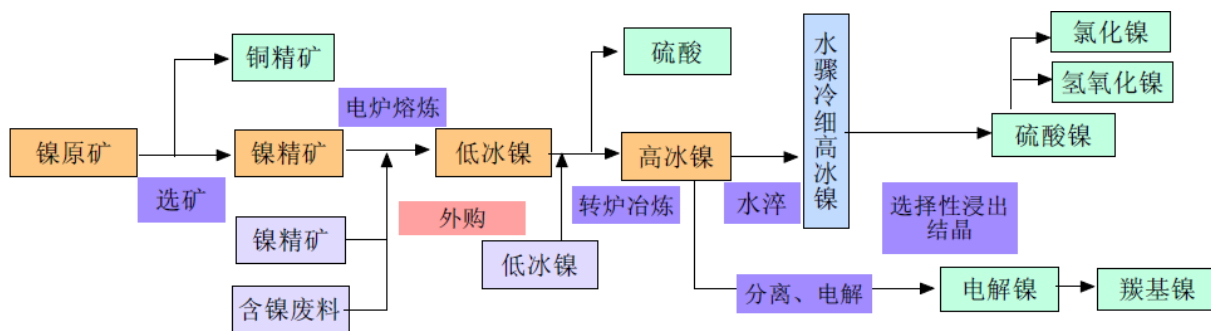 铜精矿
硫酸
氯化镍
氢氧化镍
电炉熔炼
镍原矿
镍精矿
低冰镍
高冰镍
水骤冷细高冰镍
硫酸镍
选矿
外购
转炉冶炼
水淬
选择性浸出
结晶
镍精矿
低冰镍
含镍废料
分离、电解
电解镍
羰基镍